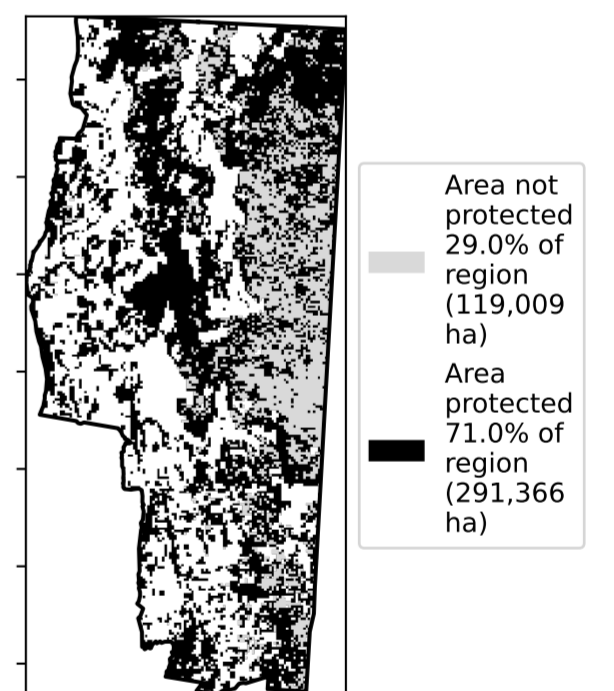 Area not
protected
29.0% of
region
(119,009
ha)
Area
protected
71.0% of
region
(291,366
ha)